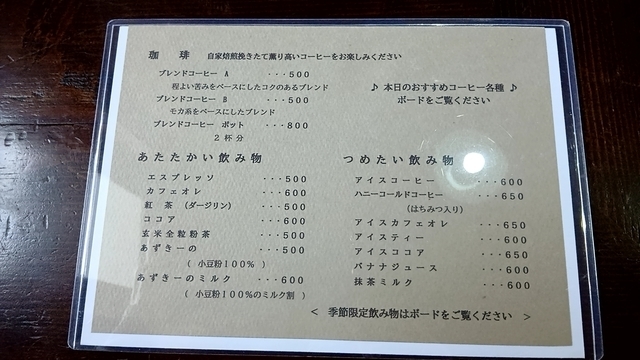 珈 琲 自家焙煎挽きたて薫り高いコーヒーをお楽しみください
ブレンドコーヒー A ・・・500
程よい苦みをベースにしたコクのあるブレンド
ブレンドコーヒー B ・・・500
モカ系をベースにしたブレンド
ブレンドコーヒー ポット ・・・800
2杯分
♪ 本日のおすすめコーヒー各種 ♪
ボードをご覧ください
あたたかい飲み物
エスプレッソ ・・・500
カフェオレ ・・・600
紅 茶 (ダージリン) ・・・500
ココア ・・・600
玄米全粒粉茶 ・・・500
あずきーの ・・・500
( 小豆粉100% )
あずきーのミルク ・・・600
( 小豆粉100%のミルク割 )
つめたい飲み物
アイスコーヒー ・・・600
ハニーコールドコーヒー ・・・650
(はちみつ入り)
アイスカフェオレ ・・・650
アイスティー ・・・600
アイスココア ・・・650
バナナジュース ・・・600
抹茶ミルク ・・・600
< 季節限定飲み物はボードをご覧ください >